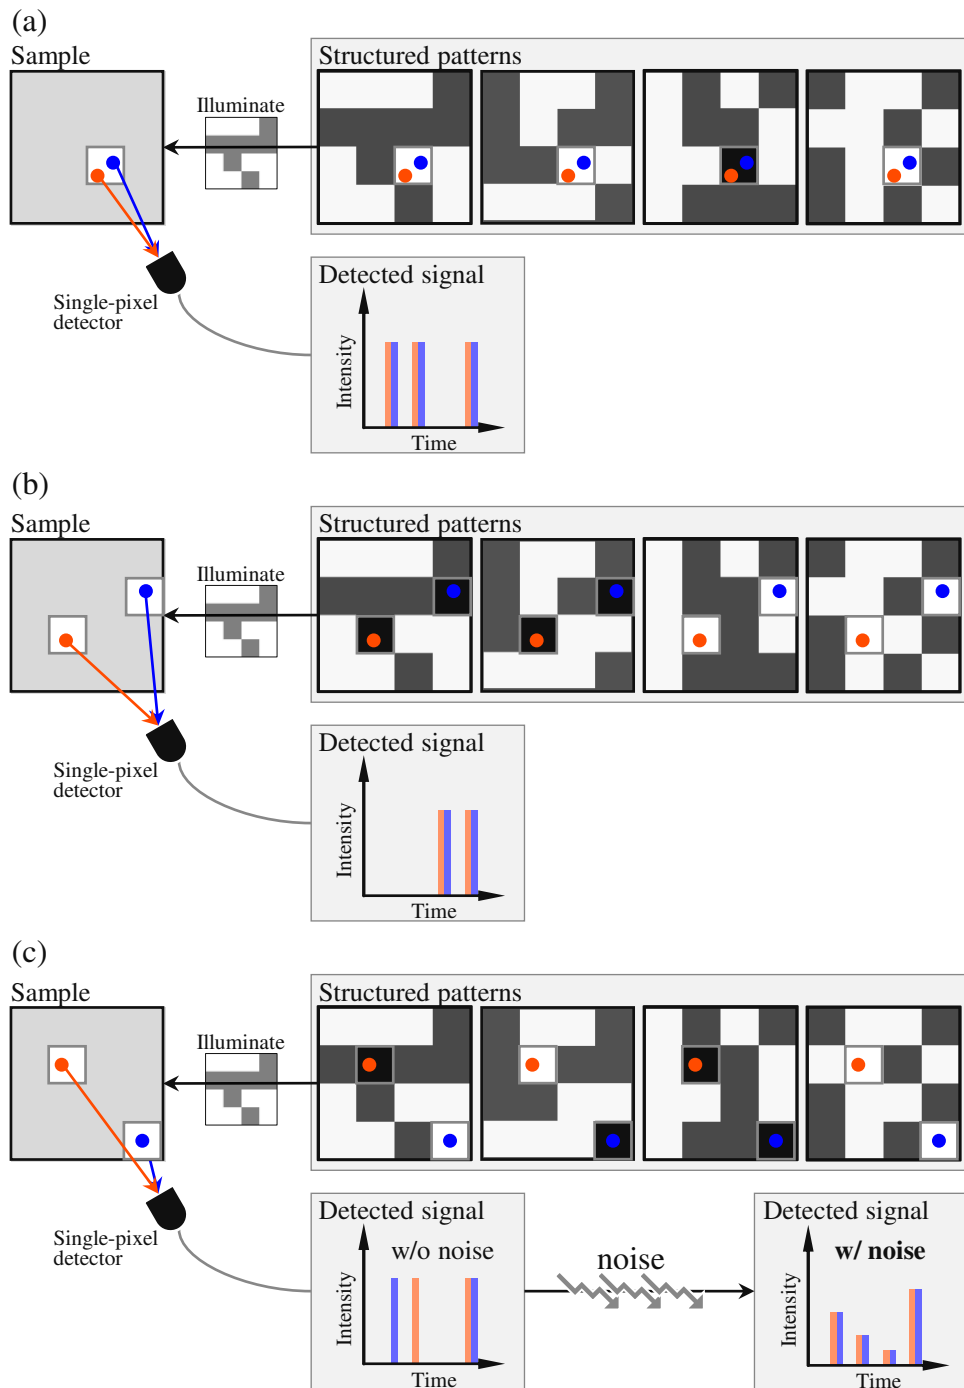 (a)
Sample
Structured patterns
Illuminate
Single-pixel
detector
Detected signal
Intensity
Time
(b)
Sample
Structured patterns
Illuminate
Single-pixel
detector
Detected signal
Intensity
Time
(c)
Sample
Structured patterns
Illuminate
Single-pixel
detector
Detected signal
w/o noise
Intensity
Time
noise
Detected signal
w/ noise
Intensity
Time